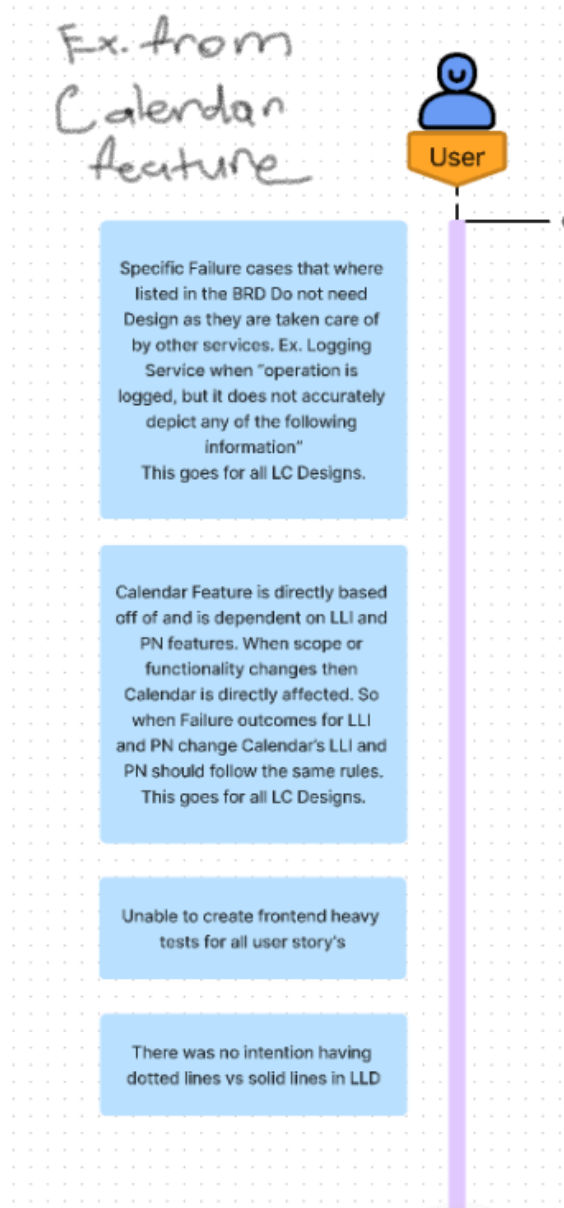 Ex. from
Calendar
feature
User
Specific Failure cases that where
listed in the BRD Do not need
Design as they are taken care of
by other services. Ex. Logging
Service when "operation is
logged, but it does not accurately
depict any of the following
information"
This goes for all LC Designs.
Calendar Feature is directly based
off of and is dependent on LLI and
PN features. When scope or
functionality changes then
Calendar is directly affected. So
when Failure outcomes for LLI
and PN change Calendar's LLI and
PN should follow the same rules.
This goes for all LC Designs.
Unable to create frontend heavy
tests for all user story's
There was no intention having
dotted lines vs solid lines in LLD